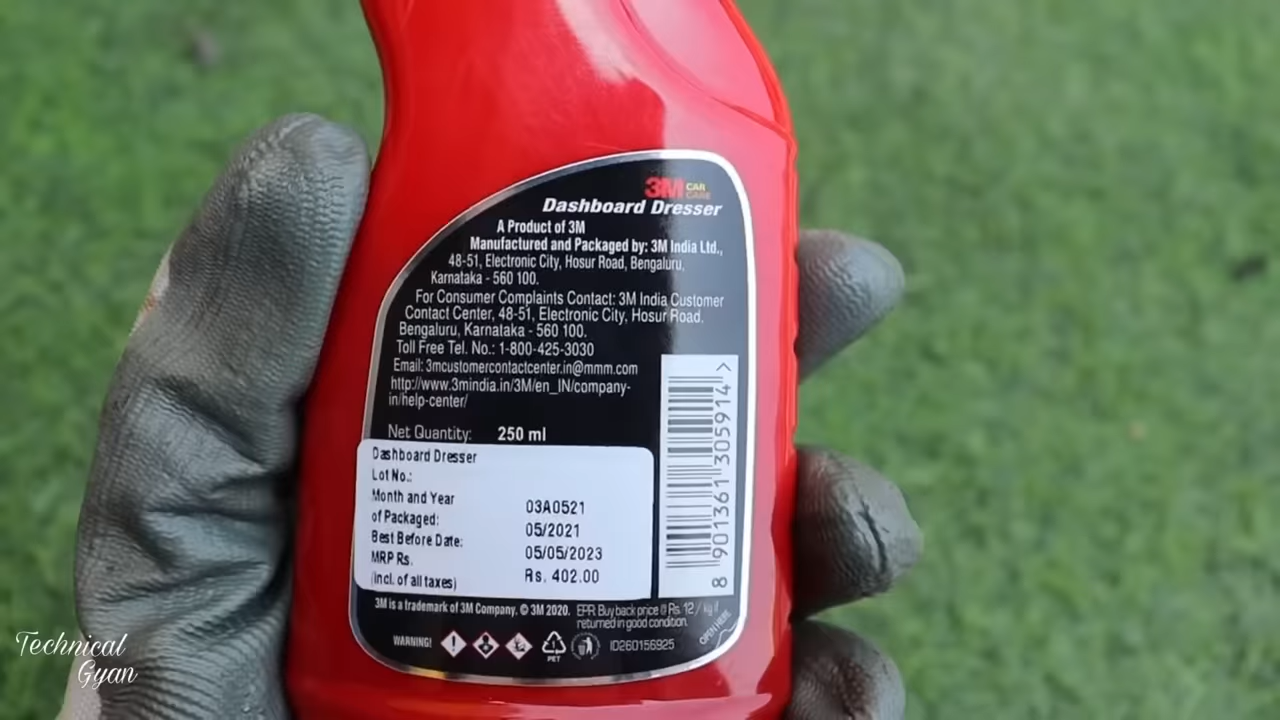 3M CAR
CARE
Dashboard Dresser
A Product of 3M
Manufactured and Packaged by: 3M India Ltd.,
48-51, Electronic City, Hosur Road, Bengaluru,
Karnataka - 560 100.
For Consumer Complaints Contact: 3M India Customer
Contact Center, 48-51, Electronic City, Hosur Road.
Bengaluru, Karnataka - 560 100.
Toll Free Tel. No.: 1-800-425-3030
Email: 3mcustomercontactcenter.in@mmm.com
http://www.3mindia.in/3M/en_IN/company-
in/help-center/
Net Quantity: 250 ml
Dashboard Dresser
Lot No.: 03A0521
Month and Year
of Packaged: 05/2021
Best Before Date: 05/05/2023
MRP Rs. Rs. 402.00
(incl. of all taxes)
8 901361 305914 >
3M is a trademark of 3M Company. © 3M 2020.
EPR Buy back price @ Rs. 12 / kg if
returned in good condition.
WARNING!
1
PET
ID260156925
OPEN HERE
Technical
Gyan